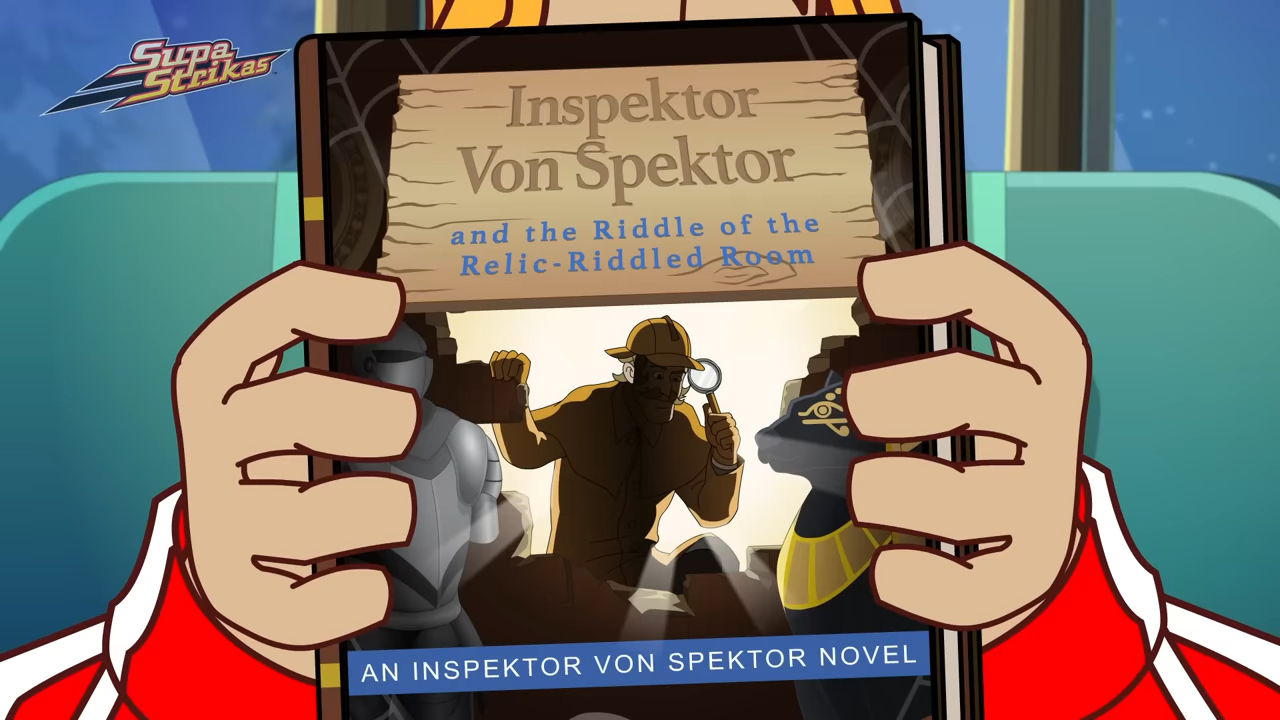 Supa
Strikas
Inspektor
Von Spektor
and the Riddle of the
Relic-Riddled Room
AN INSPEKTOR VON SPEKTOR NOVEL